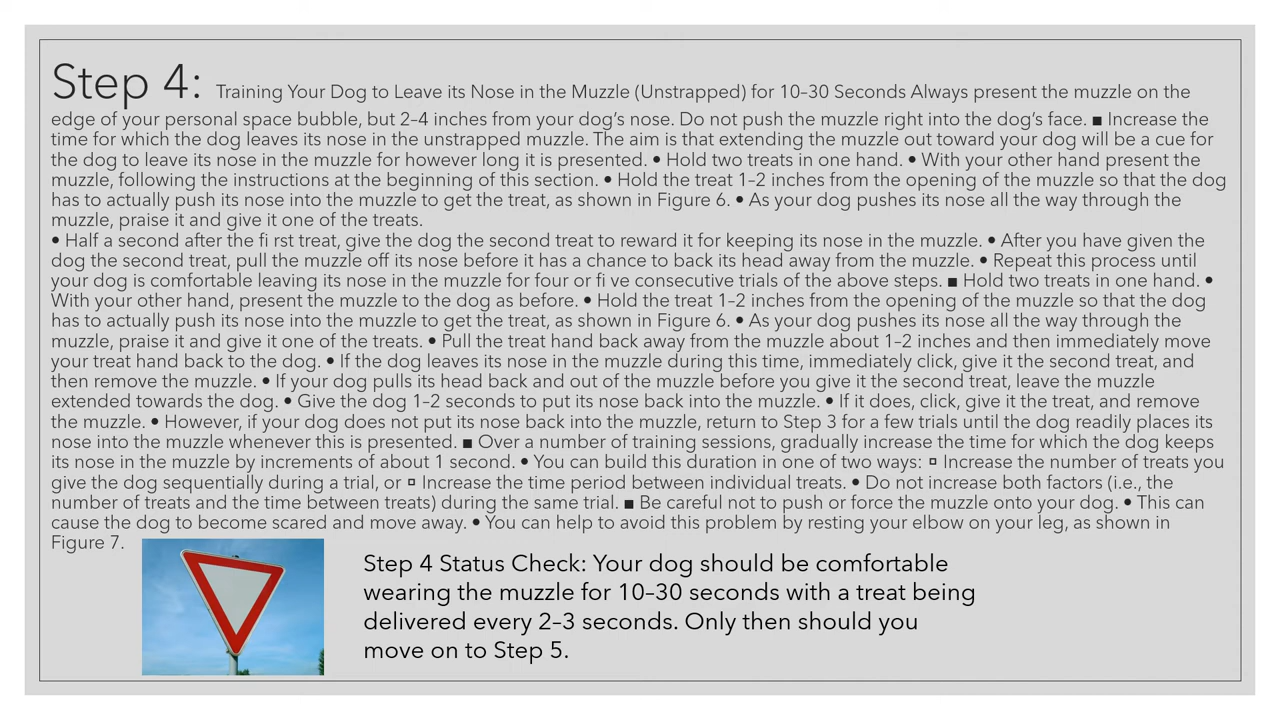 Step 4: Training Your Dog to Leave its Nose in the Muzzle (Unstrapped) for 10–30 Seconds Always present the muzzle on the
edge of your personal space bubble, but 2–4 inches from your dog’s nose. Do not push the muzzle right into the dog’s face. ■ Increase the
time for which the dog leaves its nose in the unstrapped muzzle. The aim is that extending the muzzle out toward your dog will be a cue for
the dog to leave its nose in the muzzle for however long it is presented. • Hold two treats in one hand. • With your other hand present the
muzzle, following the instructions at the beginning of this section. • Hold the treat 1–2 inches from the opening of the muzzle so that the dog
has to actually push its nose into the muzzle to get the treat, as shown in Figure 6. • As your dog pushes its nose all the way through the
muzzle, praise it and give it one of the treats.
• Half a second after the fi rst treat, give the dog the second treat to reward it for keeping its nose in the muzzle. • After you have given the
dog the second treat, pull the muzzle off its nose before it has a chance to back its head away from the muzzle. • Repeat this process until
your dog is comfortable leaving its nose in the muzzle for four or fi ve consecutive trials of the above steps. ■ Hold two treats in one hand. •
With your other hand, present the muzzle to the dog as before. • Hold the treat 1–2 inches from the opening of the muzzle so that the dog
has to actually push its nose into the muzzle to get the treat, as shown in Figure 6. • As your dog pushes its nose all the way through the
muzzle, praise it and give it one of the treats. • Pull the treat hand back away from the muzzle about 1–2 inches and then immediately move
your treat hand back to the dog. • If the dog leaves its nose in the muzzle during this time, immediately click, give it the second treat, and
then remove the muzzle. • If your dog pulls its head back and out of the muzzle before you give it the second treat, leave the muzzle
extended towards the dog. • Give the dog 1–2 seconds to put its nose back into the muzzle. • If it does, click, give it the treat, and remove
the muzzle. • However, if your dog does not put its nose back into the muzzle, return to Step 3 for a few trials until the dog readily places its
nose into the muzzle whenever this is presented. ■ Over a number of training sessions, gradually increase the time for which the dog keeps
its nose in the muzzle by increments of about 1 second. • You can build this duration in one of two ways: ▫ Increase the number of treats you
give the dog sequentially during a trial, or ▫ Increase the time period between individual treats. • Do not increase both factors (i.e., the
number of treats and the time between treats) during the same trial. ■ Be careful not to push or force the muzzle onto your dog. • This can
cause the dog to become scared and move away. • You can help to avoid this problem by resting your elbow on your leg, as shown in
Figure 7.
Step 4 Status Check: Your dog should be comfortable
wearing the muzzle for 10–30 seconds with a treat being
delivered every 2–3 seconds. Only then should you
move on to Step 5.